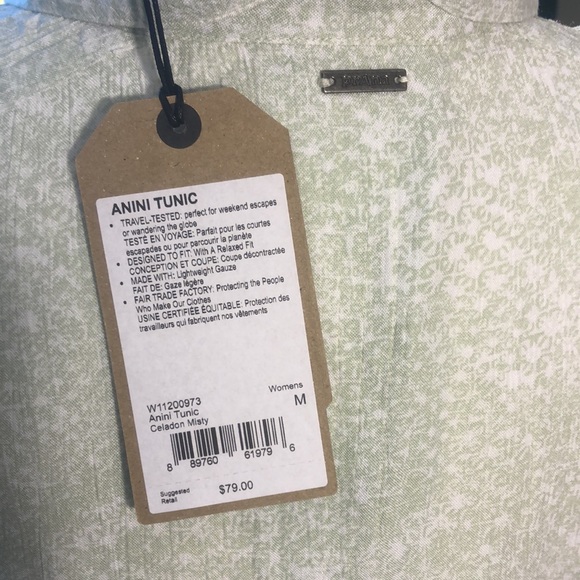 ANINI TUNIC
• TRAVEL-TESTED: perfect for weekend escapes
or wandering the globe
TESTÉ EN VOYAGE: Parfait pour les courtes
escapades ou pour parcourir la planète
• DESIGNED TO FIT: With A Relaxed Fit
CONCEPTION ET COUPE: Coupe décontractée
• MADE WITH: Lightweight Gauze
FAIT DE: Gaze légère
• FAIR TRADE FACTORY: Protecting the People
Who Make Our Clothes
USINE CERTIFIÉE ÉQUITABLE: Protection des
travailleurs qui fabriquent nos vêtements
W11200973 Womens
Anini Tunic M
Celadon Misty
8 89760 61979 6
Suggested
Retail $79.00